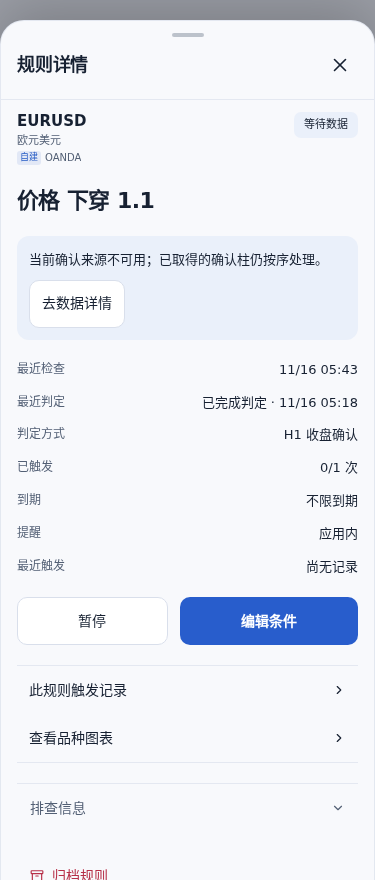 规则详情
EURUSD
等待数据
欧元美元
自建 OANDA
价格 下穿 1.1
当前确认来源不可用；已取得的确认柱仍按序处理。
去数据详情
最近检查 11/16 05:43
最近判定 已完成判定 · 11/16 05:18
判定方式 H1 收盘确认
已触发 0/1 次
到期 不限到期
提醒 应用内
最近触发 尚无记录
暂停 编辑条件
此规则触发记录
查看品种图表
排查信息
归档规则